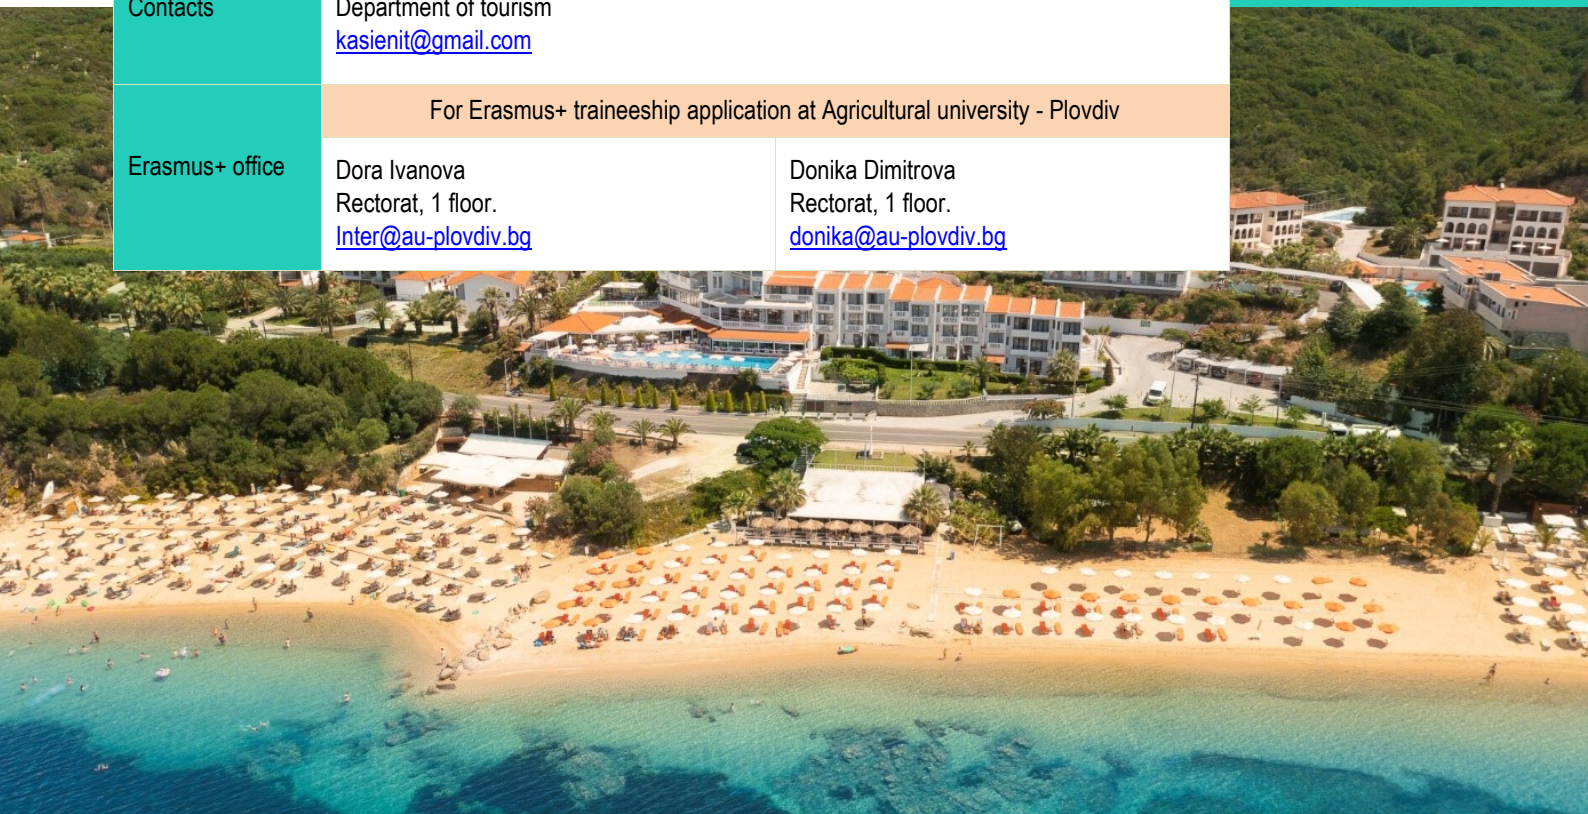 Contacts
Department of tourism
kasienit@gmail.com
For Erasmus+ traineeship application at Agricultural university - Plovdiv
Erasmus+ office
Dora Ivanova
Rectorat, 1 floor.
Inter@au-plovdiv.bg
Donika Dimitrova
Rectorat, 1 floor.
donika@au-plovdiv.bg